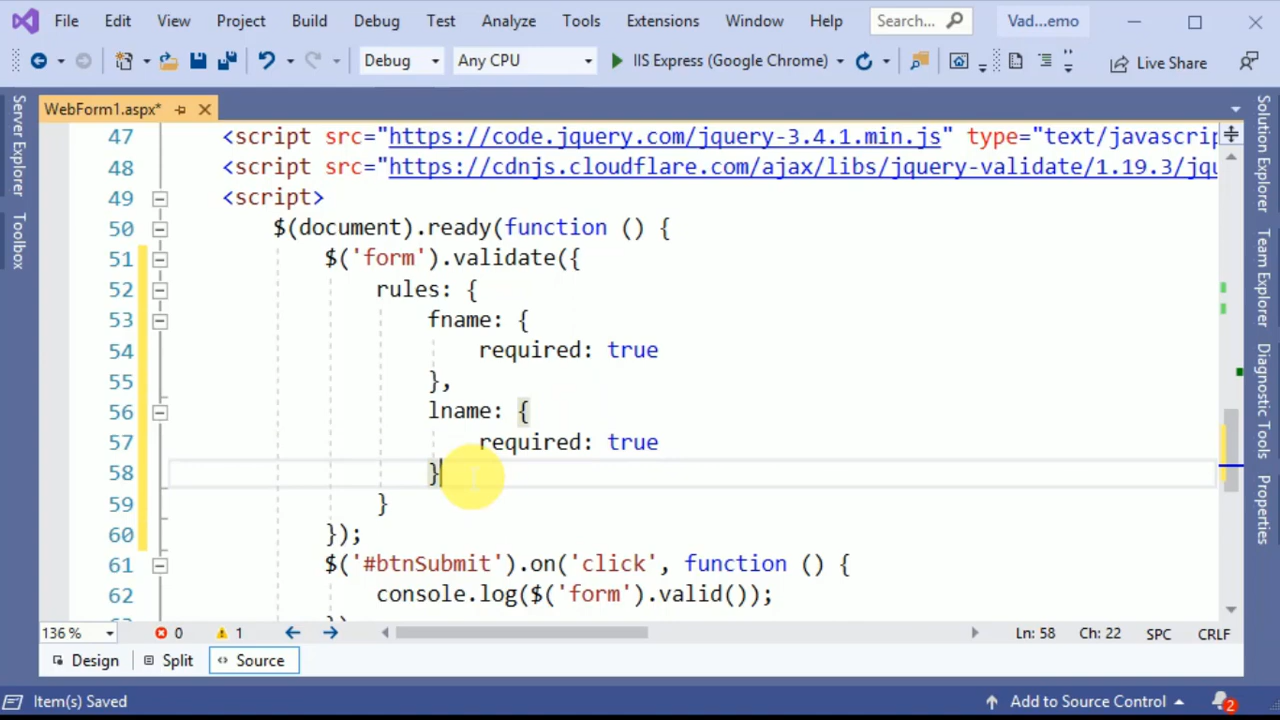 File Edit View Project Build Debug Test Analyze Tools Extensions Window Help Search... Vad...emo
Debug Any CPU IIS Express (Google Chrome) Live Share
WebForm1.aspx*
Server Explorer
Toolbox
47 <script src="https://code.jquery.com/jquery-3.4.1.min.js" type="text/javascrip
48 <script src="https://cdnjs.cloudflare.com/ajax/libs/jquery-validate/1.19.3/jqu
49 <script>
50 $(document).ready(function () {
51 $('form').validate({
52 rules: {
53 fname: {
54 required: true
55 },
56 lname: {
57 required: true
58 }
59 }
60 });
61 $('#btnSubmit').on('click', function () {
62 console.log($('form').valid());
Solution Explorer
Team Explorer
Diagnostic Tools
Properties
136 % 0 1 Ln: 58 Ch: 22 SPC CRLF
Design Split Source
Item(s) Saved Add to Source Control 2